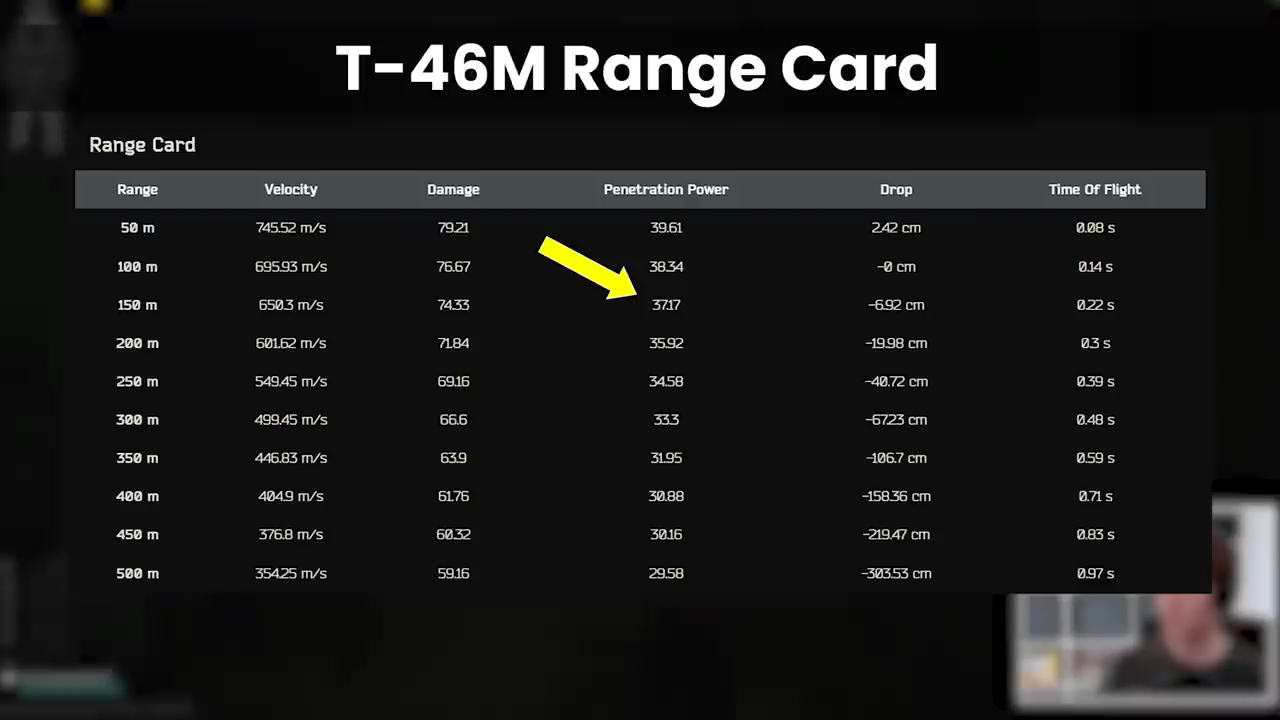 T-46M Range Card
Range Card
Range Velocity Damage Penetration Power Drop Time Of Flight
50 m 745.52 m/s 79.21 39.61 2.42 cm 0.08 s
100 m 695.93 m/s 76.67 38.34 -0 cm 0.14 s
150 m 650.3 m/s 74.33 37.17 -6.92 cm 0.22 s
200 m 601.62 m/s 71.84 35.92 -19.98 cm 0.3 s
250 m 549.45 m/s 69.16 34.58 -40.72 cm 0.39 s
300 m 499.45 m/s 66.6 33.3 -67.23 cm 0.48 s
350 m 446.83 m/s 63.9 31.95 -106.7 cm 0.59 s
400 m 404.9 m/s 61.76 30.88 -158.36 cm 0.71 s
450 m 376.8 m/s 60.32 30.16 -219.47 cm 0.83 s
500 m 354.25 m/s 59.16 29.58 -303.53 cm 0.97 s